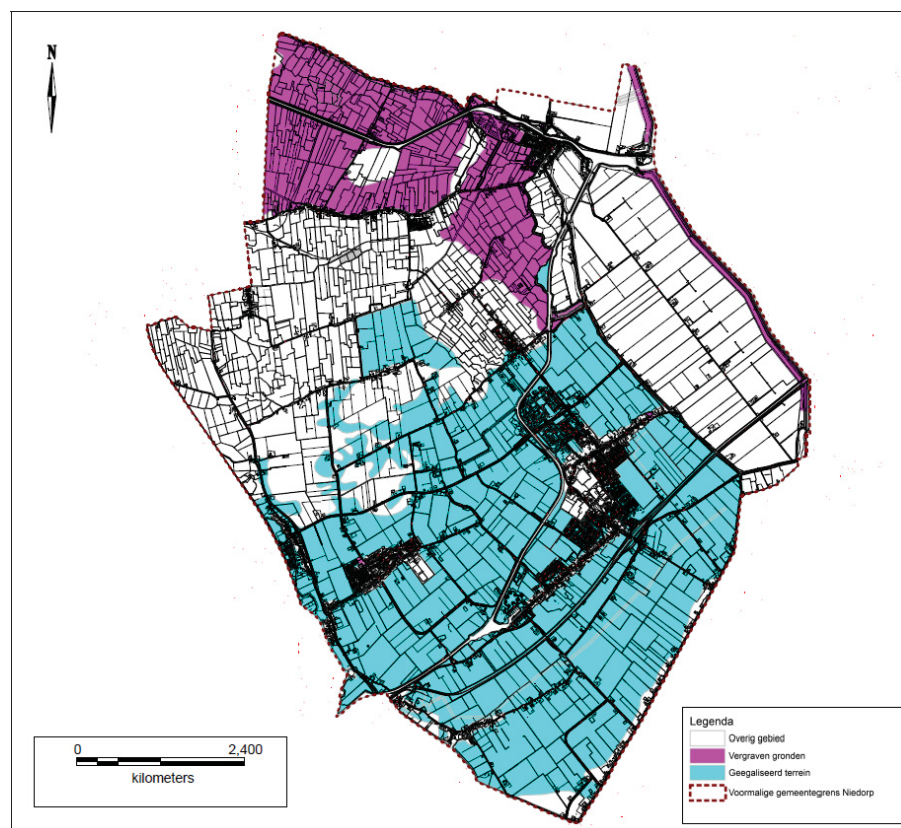 N
0 2,400
kilometers
Legenda
Overig gebied
Vergraven gronden
Geegaliseerd terrein
Voormalige gemeentegrens Niedorp